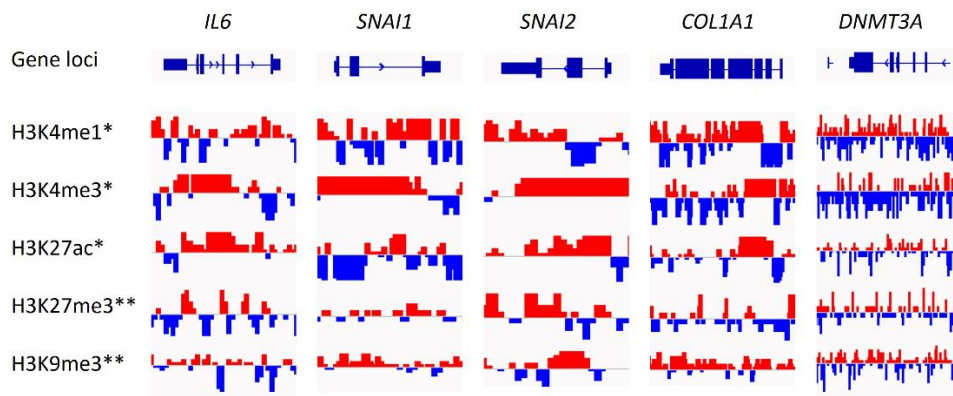 IL6 SNAI1 SNAI2 COL1A1 DNMT3A
Gene loci
H3K4me1*
H3K4me3*
H3K27ac*
H3K27me3**
H3K9me3**